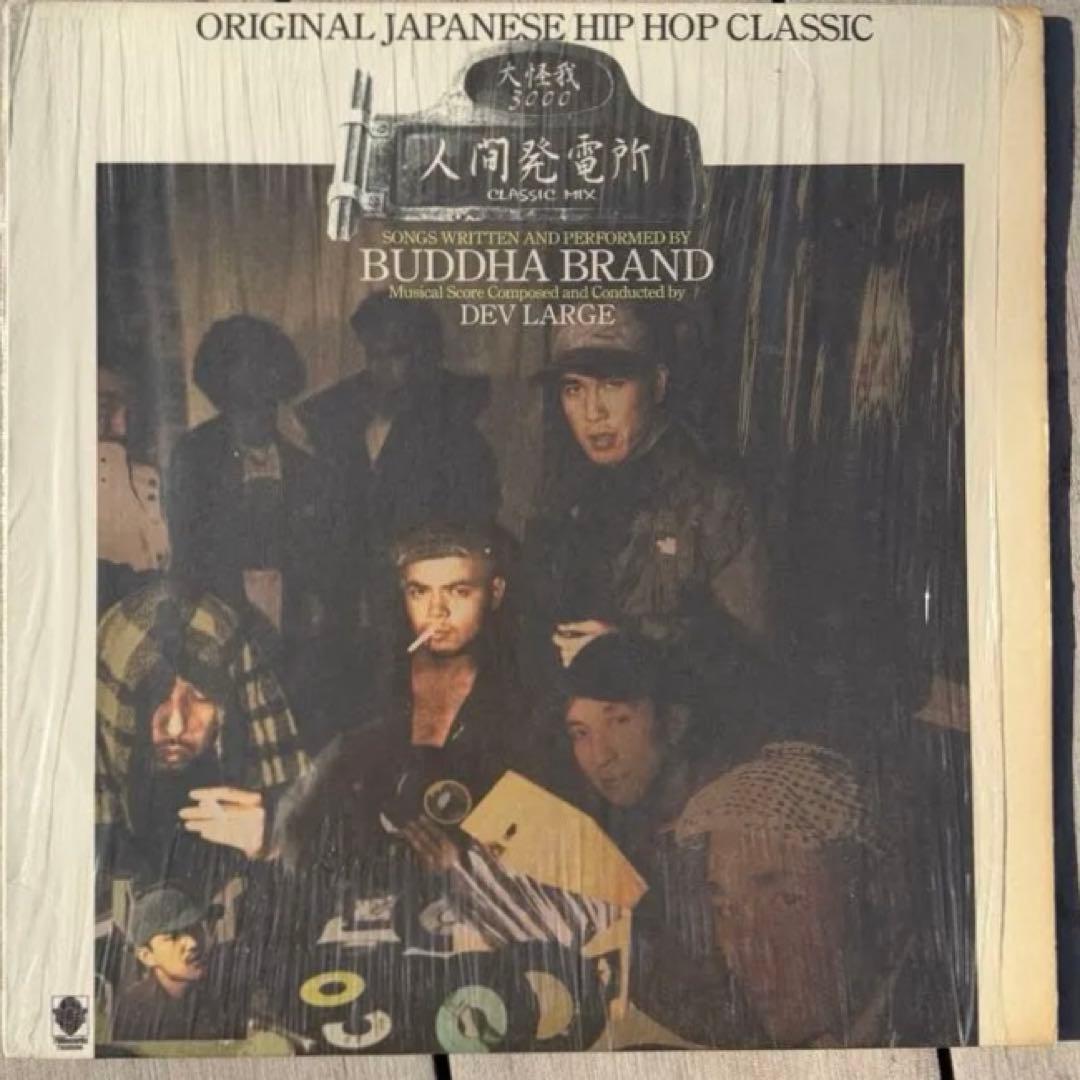 ORIGINAL JAPANESE HIP HOP CLASSIC
大怪我
3000
人間発電所
CLASSIC MIX
SONGS WRITTEN AND PERFORMED BY
BUDDHA BRAND
Musical Score Composed and Conducted by
DEV LARGE